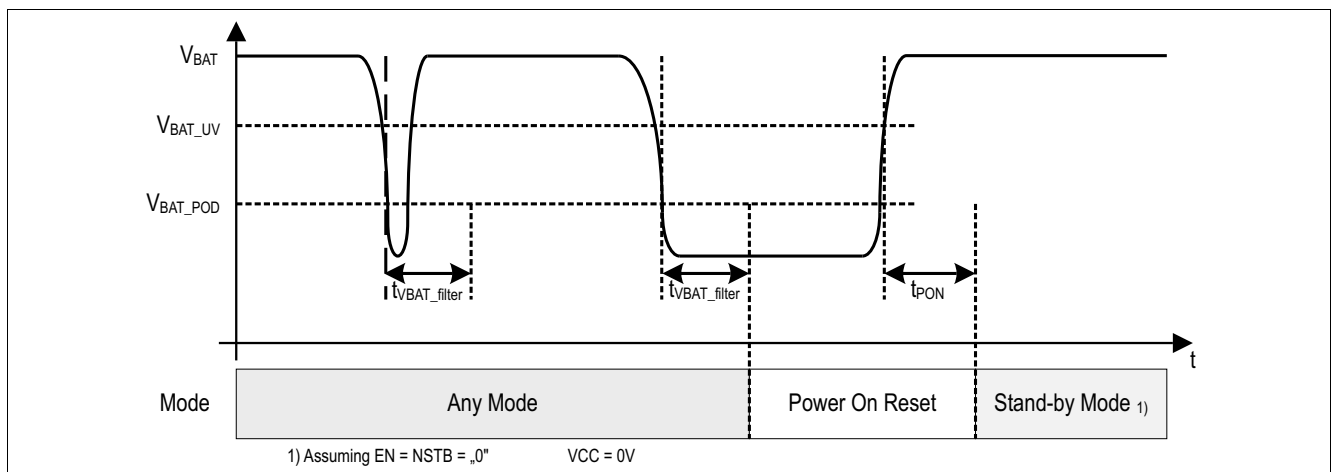 VBAT
VBAT_UV
VBAT_POD
tVBAT_filter
tVBAT_filter
tPON
t
Mode
Any Mode
Power On Reset
Stand-by Mode 1)
1) Assuming EN = NSTB = „0" VCC = 0V